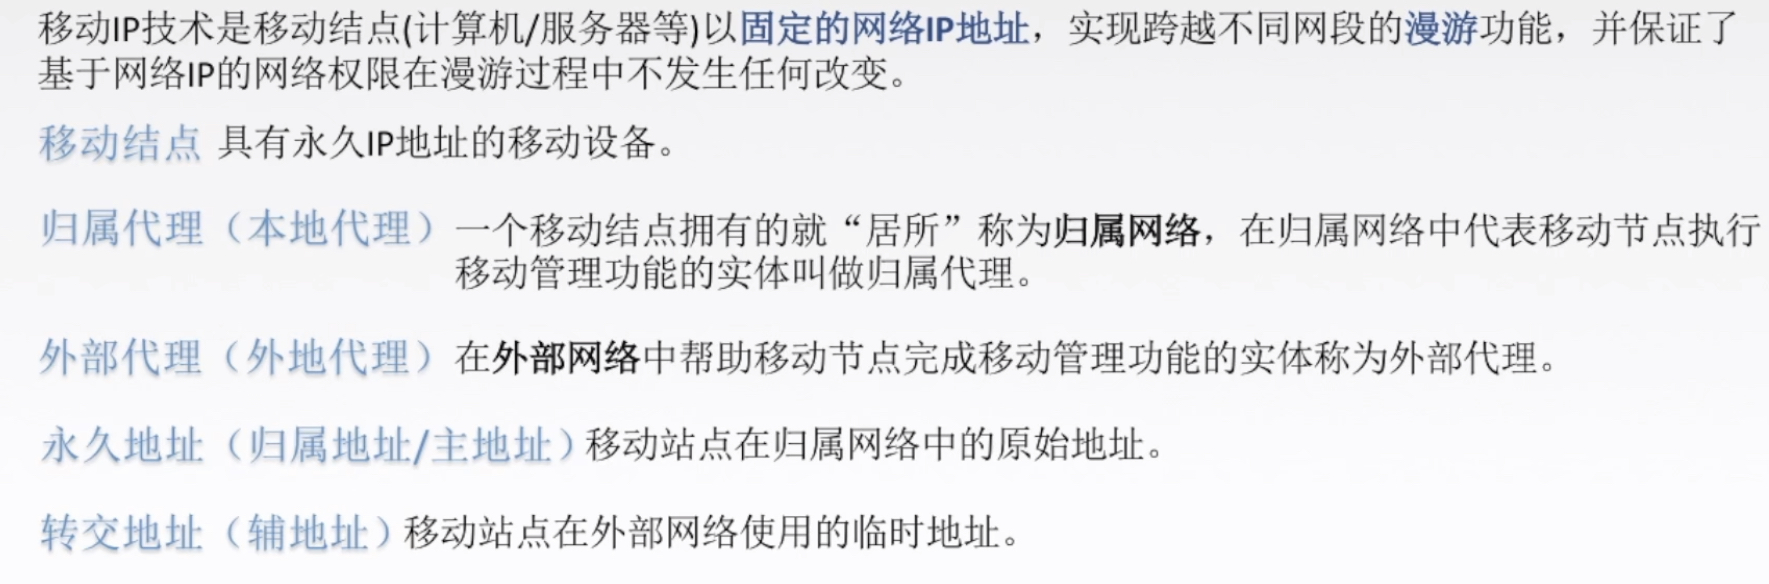 移动IP技术是移动结点(计算机/服务器等)以固定的网络IP地址，实现跨越不同网段的漫游功能，并保证了
基于网络IP的网络权限在漫游过程中不发生任何改变。
移动结点 具有永久IP地址的移动设备。
归属代理（本地代理）一个移动结点拥有的就“居所”称为归属网络，在归属网络中代表移动节点执行
移动管理功能的实体叫做归属代理。
外部代理（外地代理）在外部网络中帮助移动节点完成移动管理功能的实体称为外部代理。
永久地址（归属地址/主地址）移动站点在归属网络中的原始地址。
转交地址（辅地址）移动站点在外部网络使用的临时地址。